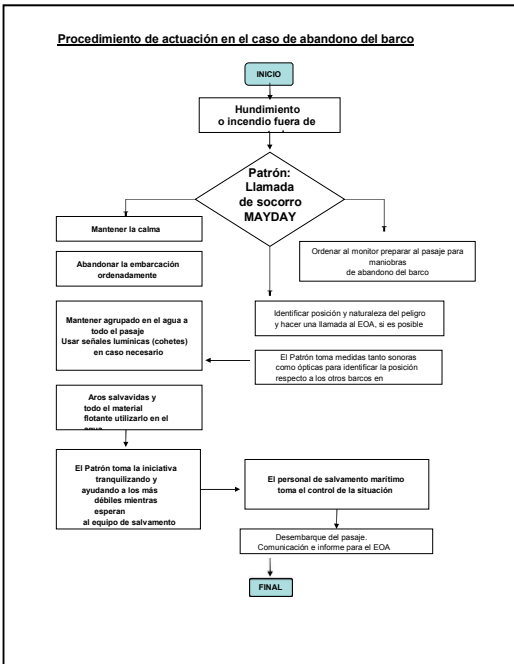 Procedimiento de actuación en el caso de abandono del barco
INICIO
Hundimiento
o incendio fuera de
Patrón:
Llamada
de socorro
MAYDAY
Mantener la calma
Ordenar al monitor preparar al pasaje para
maniobras
de abandono del barco
Abandonar la embarcación
ordenadamente
Identificar posición y naturaleza del peligro
y hacer una llamada al EOA, si es posible
Mantener agrupado en el agua a
todo el pasaje
Usar señales lumínicas (cohetes)
en caso necesario
El Patrón toma medidas tanto sonoras
como ópticas para identificar la posición
respecto a los otros barcos en
Aros salvavidas y
todo el material
flotante utilizarlo en el
El Patrón toma la iniciativa
tranquilizando y
ayudando a los más
débiles mientras
esperan
al equipo de salvamento
El personal de salvamento marítimo
toma el control de la situación
Desembarque del pasaje.
Comunicación e informe para el EOA
FINAL